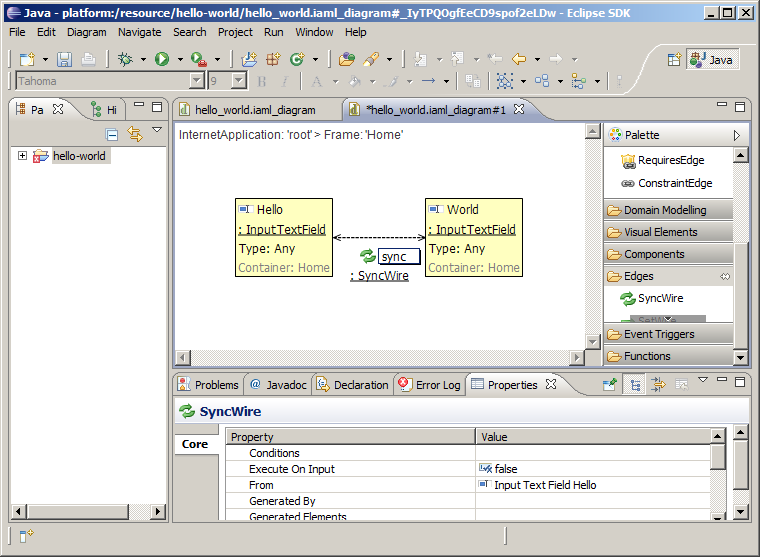 Java - platform:/resource/hello-world/hello_world.iaml_diagram#_IyTPQOgfEeCD9spof2eLDw - Eclipse SDK
File Edit Diagram Navigate Search Project Run Window Help
Tahoma 9 B I A Java
Pa Hi
hello-world
hello_world.iaml_diagram *hello_world.iaml_diagram#1
InternetApplication: 'root'> Frame:'Home'
Hello
: InputTextField
Type: Any
Container: Home
World
: InputTextField
Type: Any
Container: Home
sync
: SyncWire
Palette
RequiresEdge
ConstraintEdge
Domain Modelling
Visual Elements
Components
Edges
SyncWire
SetWire
Event Triggers
Functions
Problems @ Javadoc Declaration Error Log Properties
SyncWire
Core
Property Value
Conditions
Execute On Input false
From Input Text Field Hello
Generated By
Generated Elements